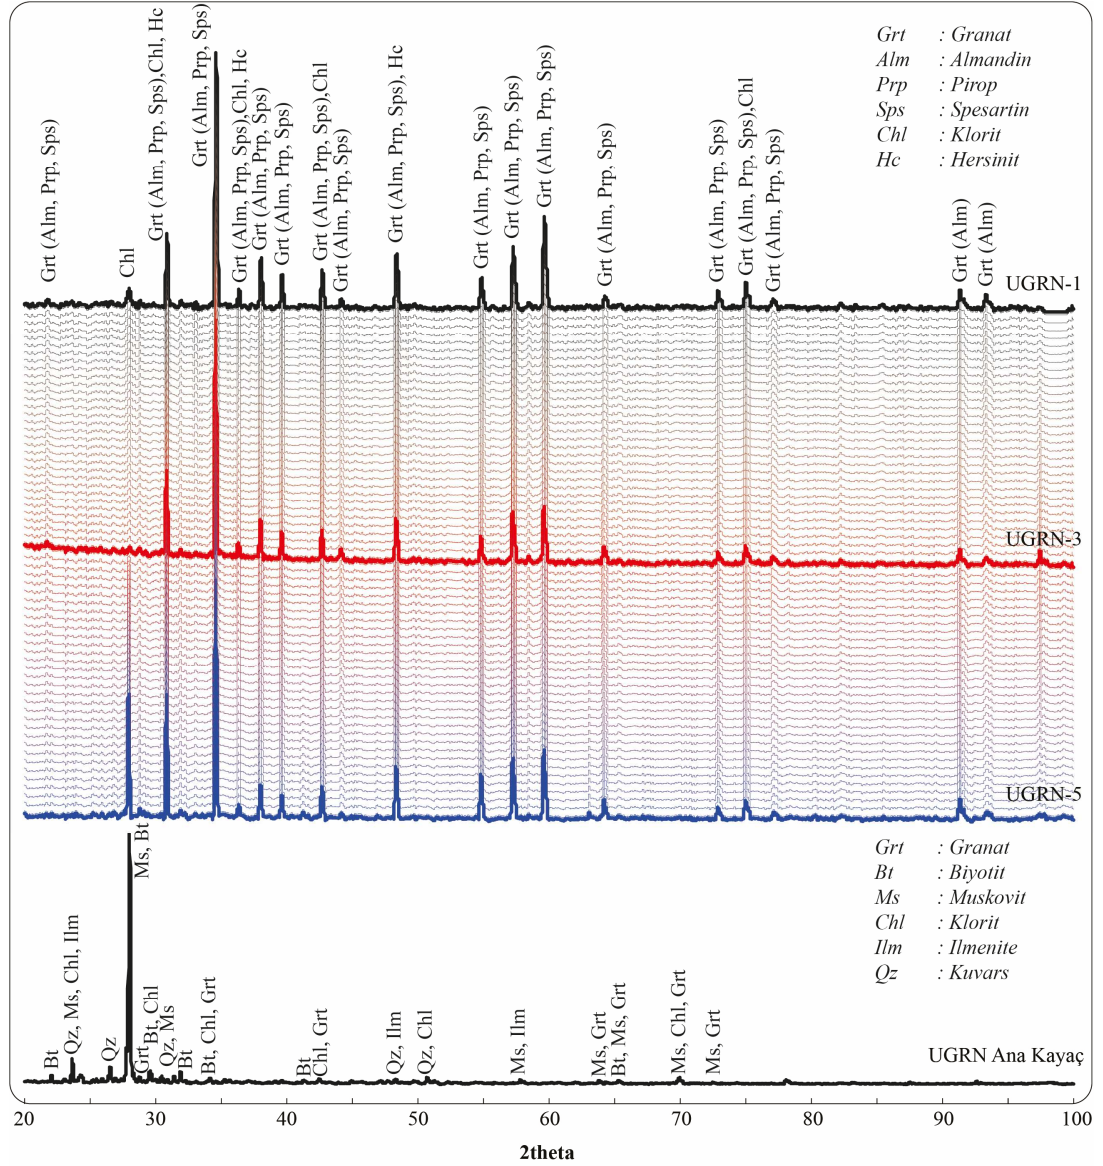 Grt (Alm, Prp, Sps)
Chl
Grt (Alm, Prp, Sps),Chl, Hc
Grt (Alm, Prp, Sps)
Grt (Alm, Prp, Sps),Chl, Hc
Grt (Alm, Prp, Sps)
Grt (Alm, Prp, Sps)
Grt (Alm, Prp, Sps),Chl
Grt (Alm, Prp, Sps)
Grt (Alm, Prp, Sps), Hc
Grt (Alm, Prp, Sps)
Grt (Alm, Prp, Sps)
Grt (Alm, Prp, Sps)
Grt (Alm, Prp, Sps)
Grt (Alm, Prp, Sps)
Grt (Alm, Prp, Sps),Chl
Grt (Alm, Prp, Sps)
Grt (Alm)
Grt (Alm)
Grt : Granat
Alm : Almandin
Prp : Pirop
Sps : Spesartin
Chl : Klorit
Hc : Hersinit
UGRN-1
UGRN-3
UGRN-5
Grt : Granat
Bt : Biyotit
Ms : Muskovit
Chl : Klorit
Ilm : Ilmenite
Qz : Kuvars
Bt
Qz, Ms, Chl, Ilm
Qz
Ms, Bt
Grt
Bt, Chl
Qz, Ms
Bt
Bt, Chl, Grt
Bt
Chl, Grt
Qz, Ilm
Qz, Chl
Ms, Ilm
Ms, Grt
Bt, Ms, Grt
Ms, Chl, Grt
Ms, Grt
UGRN Ana Kayaç
20 30 40 50 60 70 80 90 100
2theta